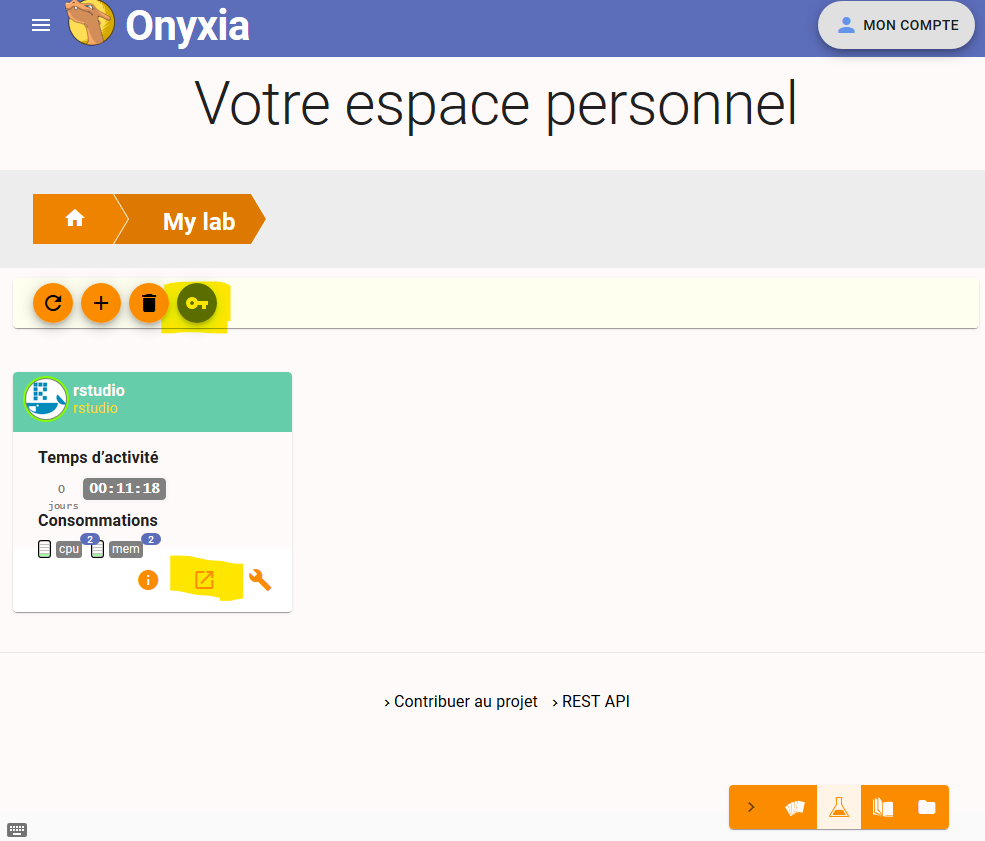 Onyxia
MON COMPTE
Votre espace personnel
My lab
rstudio
rstudio
Temps d’activité
0 00:11:18
jours
Consommations
cpu 2 mem 2
› Contribuer au projet › REST API